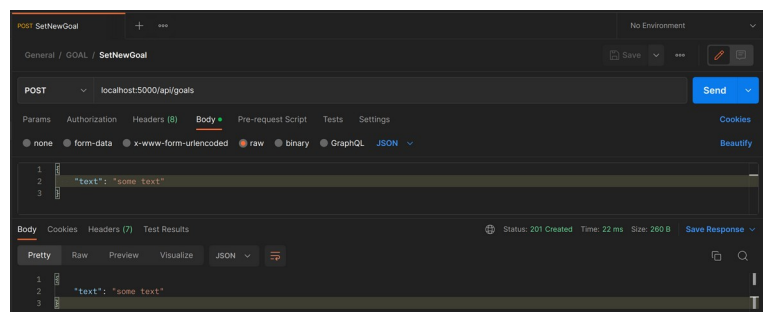 POST SetNewGoal + ooo No Environment
General / GOAL / SetNewGoal Save ooo
POST localhost:5000/api/goals Send
Params Authorization Headers (8) Body Pre-request Script Tests Settings Cookies
none form-data x-www-form-urlencoded raw binary GraphQL JSON Beautify
1 {
2 "text": "some text"
3 }
Body Cookies Headers (7) Test Results Status: 201 Created Time: 22 ms Size: 260 B Save Response
Pretty Raw Preview Visualize JSON
1 {
2 "text": "some text"
3 }